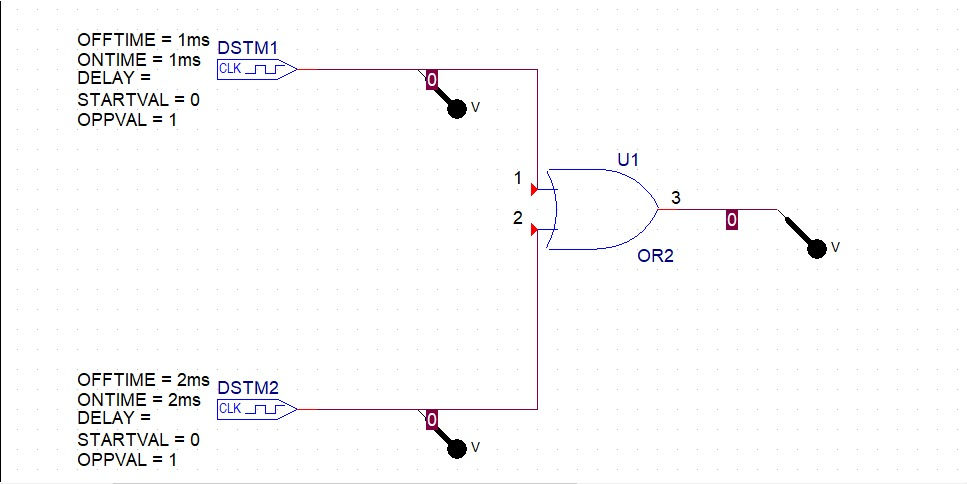 OFFTIME = 1ms
ONTIME = 1ms
DELAY =
STARTVAL = 0
OPPVAL = 1
DSTM1
CLK
0
V
U1
1
2
3
0
V
OR2
OFFTIME = 2ms
ONTIME = 2ms
DELAY =
STARTVAL = 0
OPPVAL = 1
DSTM2
CLK
0
V